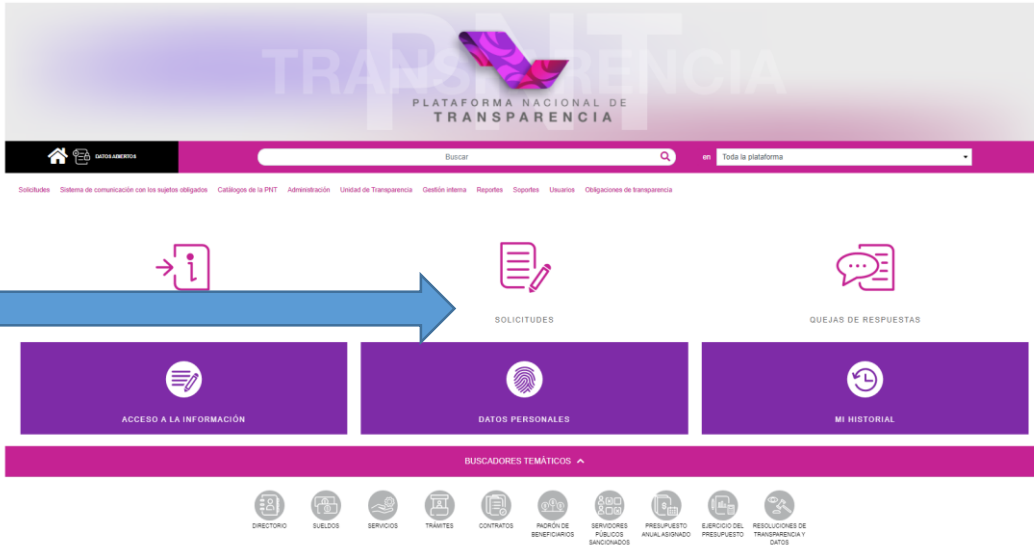 PNT
TRANSPARENCIA
PLATAFORMA NACIONAL DE
TRANSPARENCIA
DATOS ABIERTOS
Buscar
en
Toda la plataforma
Solicitudes Sistema de comunicación con los sujetos obligados Catálogos de la PNT Administración Unidad de Transparencia Gestión interna Reportes Soportes Usuarios Obligaciones de transparencia
SOLICITUDES
QUEJAS DE RESPUESTAS
ACCESO A LA INFORMACIÓN
DATOS PERSONALES
MI HISTORIAL
BUSCADORES TEMÁTICOS
DIRECTORIO
SUELDOS
SERVICIOS
TRÁMITES
CONTRATOS
PADRÓN DE
BENEFICIARIOS
SERVIDORES
PÚBLICOS
SANCIONADOS
PRESUPUESTO
ANUAL ASIGNADO
EJERCICIO DEL
PRESUPUESTO
RESOLUCIONES DE
TRANSPARENCIA Y
DATOS